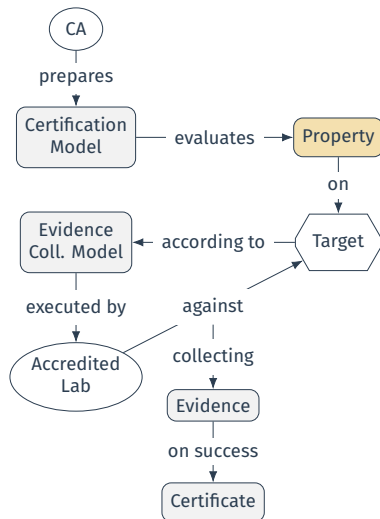 CA
prepares
Certification
Model
evaluates
Property
on
Evidence
Coll. Model
according to
Target
executed by
against
Accredited
Lab
collecting
Evidence
on success
Certificate